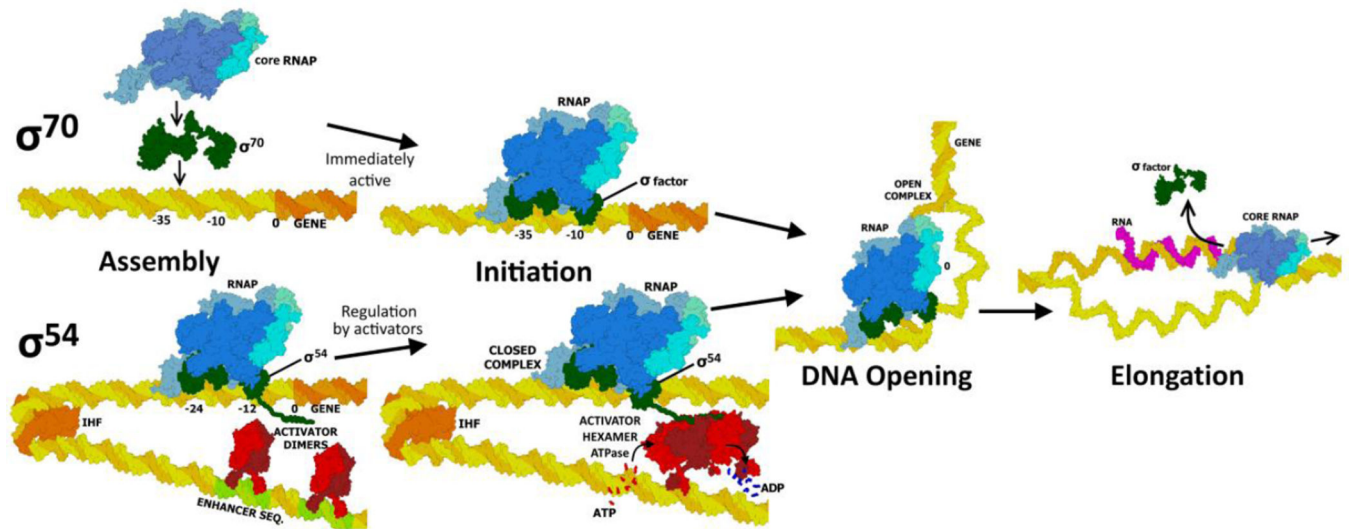 core RNAP
σ70
σ70
-35
-10
0
GENE
Assembly
Immediately
active
RNAP
σ factor
-35
-10
0
GENE
Initiation
GENE
OPEN
COMPLEX
RNAP
0
DNA Opening
σ factor
RNA
CORE RNAP
Elongation
σ54
RNAP
σ54
-24
-12
0
GENE
IHF
ACTIVATOR
DIMERS
ENHANCER SEQ.
Regulation
by activators
RNAP
CLOSED
COMPLEX
σ54
IHF
ACTIVATOR
HEXAMER
ATPase
ATP
ADP